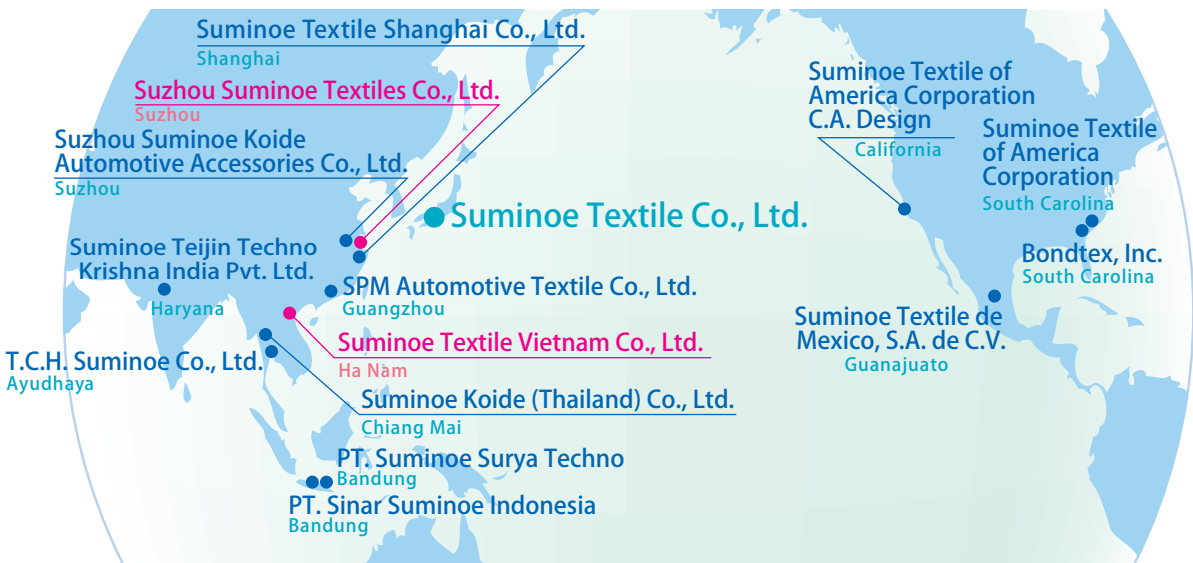 Suminoe Textile Shanghai Co., Ltd.
Shanghai
Suzhou Suminoe Textiles Co., Ltd.
Suzhou
Suzhou Suminoe Koide
Automotive Accessories Co., Ltd.
Suzhou
Suminoe Textile Co., Ltd.
Suminoe Teijin Techno
Krishna India Pvt. Ltd.
Haryana
SPM Automotive Textile Co., Ltd.
Guangzhou
Suminoe Textile Vietnam Co., Ltd.
Ha Nam
T.C.H. Suminoe Co., Ltd.
Ayudhaya
Suminoe Koide (Thailand) Co., Ltd.
Chiang Mai
PT. Suminoe Surya Techno
Bandung
PT. Sinar Suminoe Indonesia
Bandung
Suminoe Textile of
America Corporation
C.A. Design
California
Suminoe Textile
of America
Corporation
South Carolina
Bondtex, Inc.
South Carolina
Suminoe Textile de
Mexico, S.A. de C.V.
Guanajuato